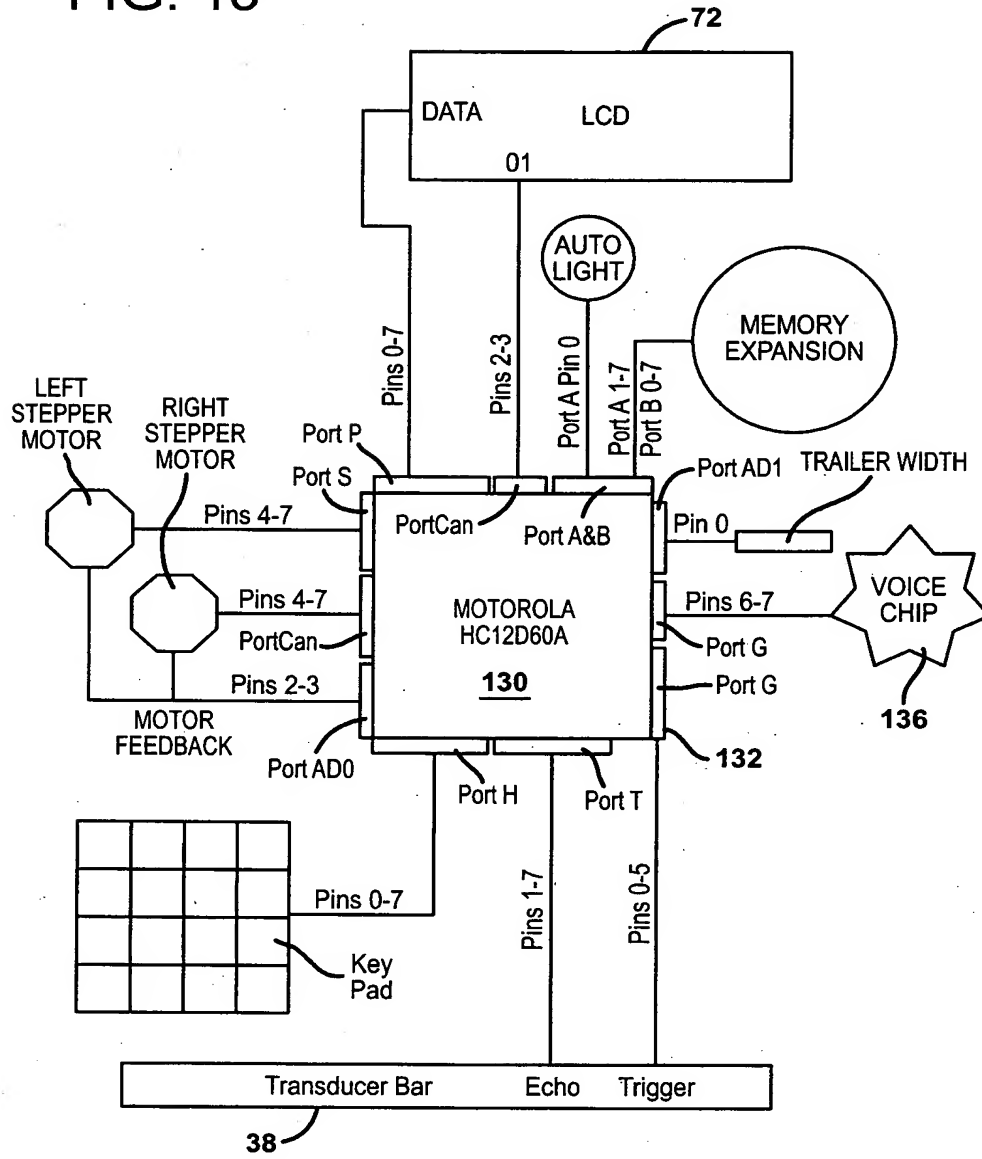 72
DATA
LCD
01
AUTO
LIGHT
MEMORY
EXPANSION
Pins 0-7
Pins 2-3
Port A Pin 0
Port A 1-7
Port B 0-7
LEFT
STEPPER
MOTOR
RIGHT
STEPPER
MOTOR
Port P
Port S
PortCan
Port A&B
Port AD1
TRAILER WIDTH
Pins 4-7
Pin 0
Pins 4-7
PortCan
MOTOROLA
HC12D60A
130
Pins 6-7
VOICE
CHIP
Port G
Port G
136
Pins 2-3
MOTOR
FEEDBACK
Port AD0
132
Port H
Port T
Pins 0-7
Pins 1-7
Pins 0-5
Key
Pad
Transducer Bar
Echo
Trigger
38